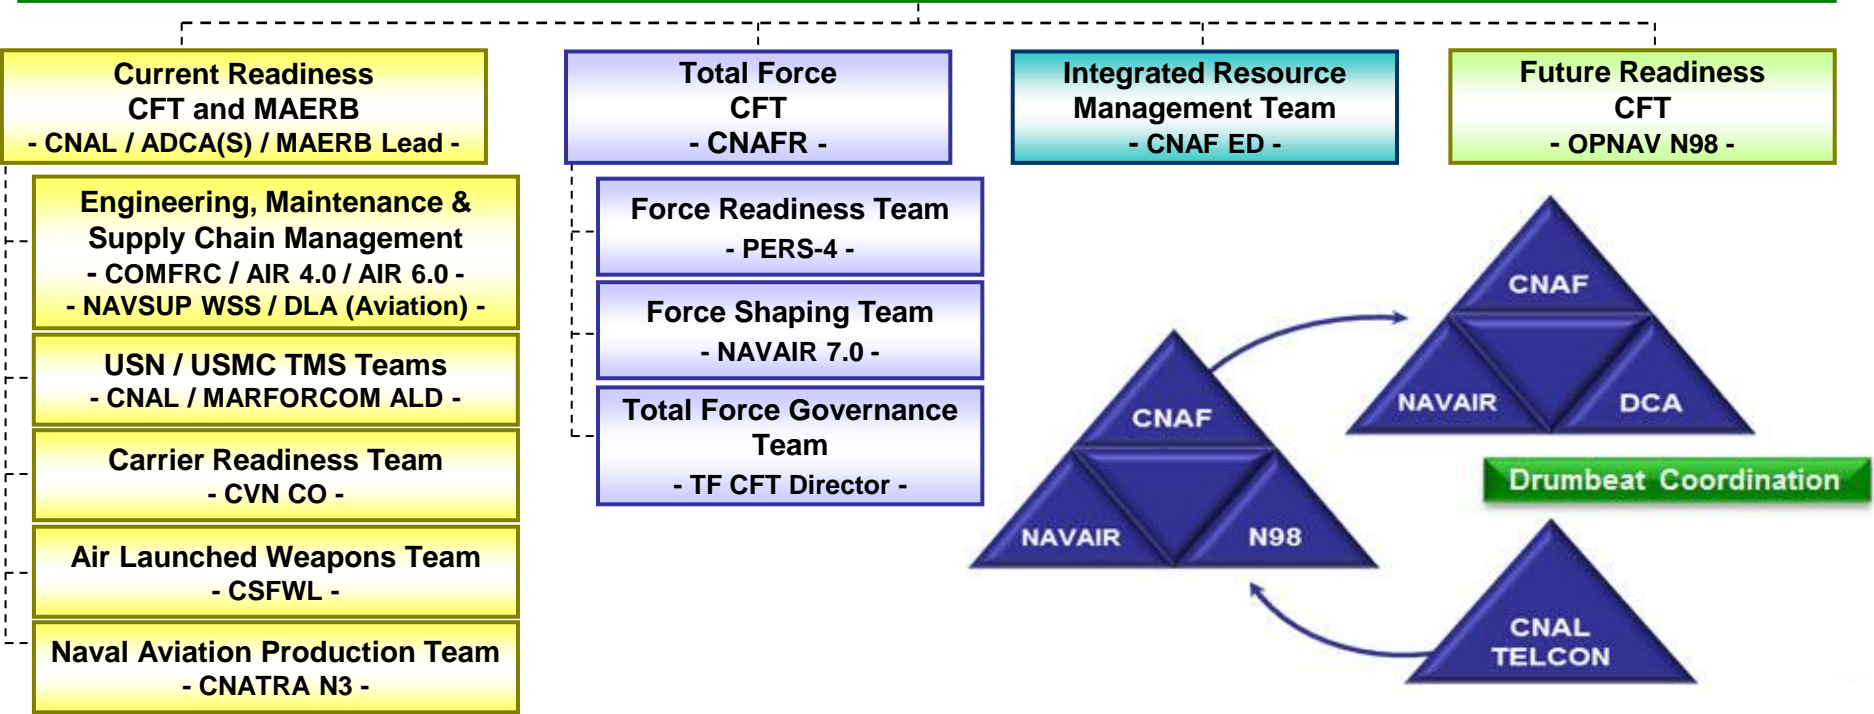 Current Readiness
CFT and MAERB
- CNAL / ADCA(S) / MAERB Lead -
Engineering, Maintenance &
Supply Chain Management
- COMFRC / AIR 4.0 / AIR 6.0 -
- NAVSUP WSS / DLA (Aviation) -
USN / USMC TMS Teams
- CNAL / MARFORCOM ALD -
Carrier Readiness Team
- CVN CO -
Air Launched Weapons Team
- CSFWL -
Naval Aviation Production Team
- CNATRA N3 -
Total Force
CFT
- CNAFR -
Force Readiness Team
- PERS-4 -
Force Shaping Team
- NAVAIR 7.0 -
Total Force Governance
Team
- TF CFT Director -
Integrated Resource
Management Team
- CNAF ED -
Future Readiness
CFT
- OPNAV N98 -
CNAF
NAVAIR
DCA
CNAF
NAVAIR
N98
Drumbeat Coordination
CNAL
TELCON